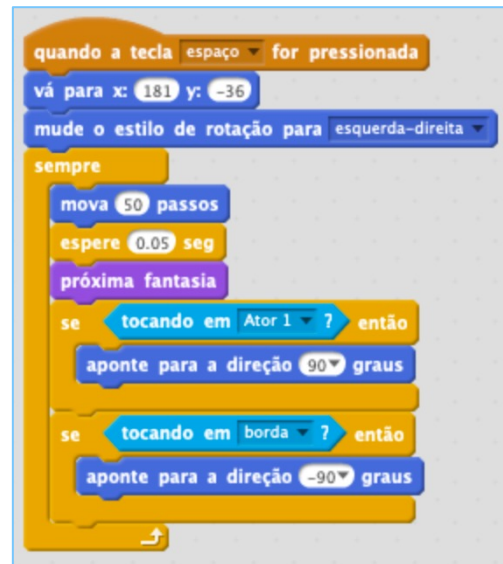 quando a tecla espaço for pressionada
vá para x: 181 y: -36
mude o estilo de rotação para esquerda-direita
sempre
mova 50 passos
espere 0.05 seg
próxima fantasia
se tocando em Ator 1 ? então
aponte para a direção 90 graus
se tocando em borda ? então
aponte para a direção -90 graus